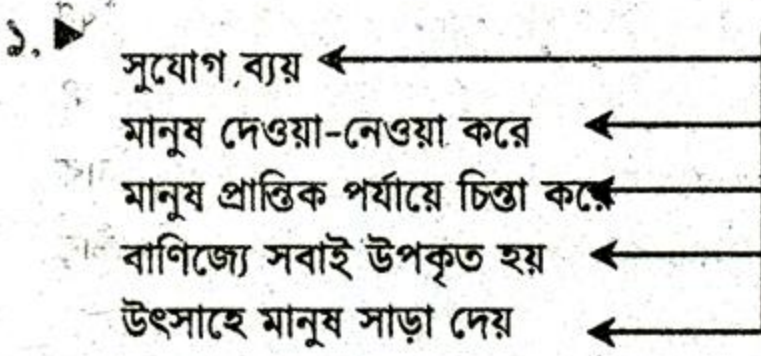 ১. ▶
সুযোগ ব্যয়
মানুষ দেওয়া-নেওয়া করে
মানুষ প্রান্তিক পর্যায়ে চিন্তা করে
বাণিজ্যে সবাই উপকৃত হয়
উৎসাহে মানুষ সাড়া দেয়